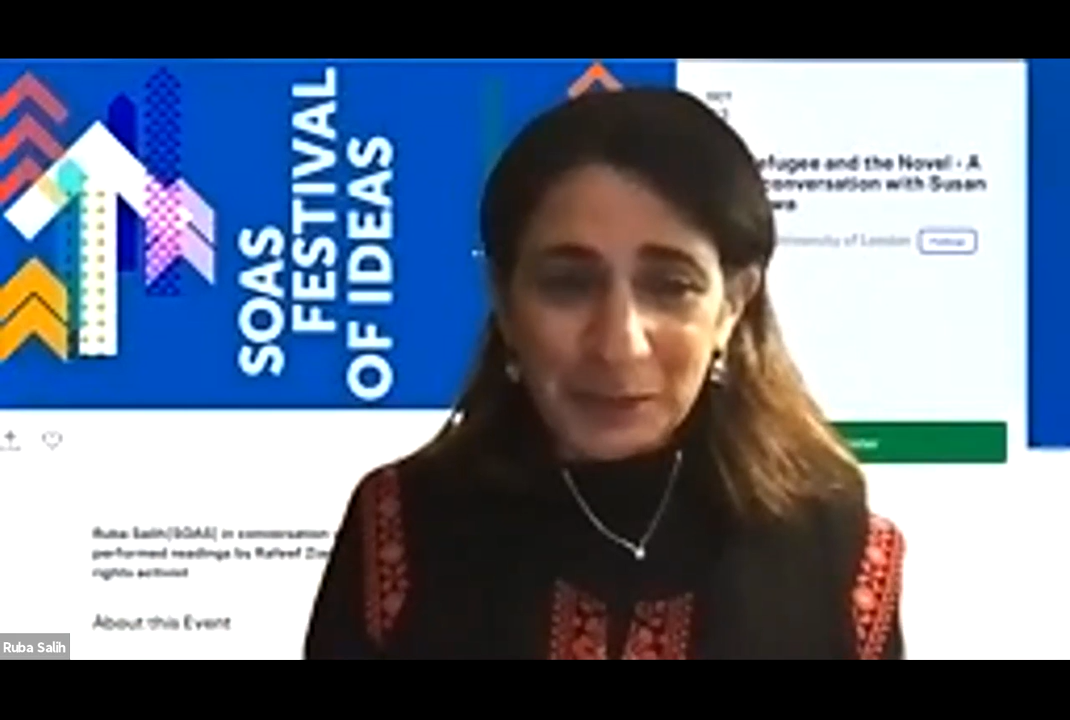 SOAS
FESTIVAL
OF IDEAS
efugee and the Novel - A
conversation with Susan
University of London
Ruba Salih (SOAS) in conversation
performed readings by Rafeef
rights activist
About this Event
Ruba Salih